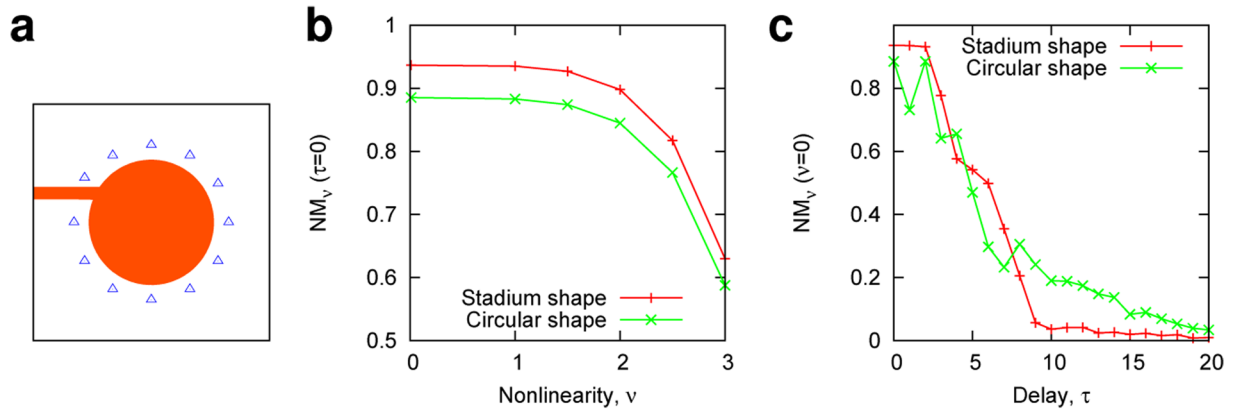 a
b
1
0.9
0.8
0.7
0.6
0.5
NMν (τ=0)
Stadium shape
Circular shape
0 1 2 3
Nonlinearity, ν
c
Stadium shape
Circular shape
0.8
0.6
0.4
0.2
0
NMν (ν=0)
0 5 10 15 20
Delay, τ